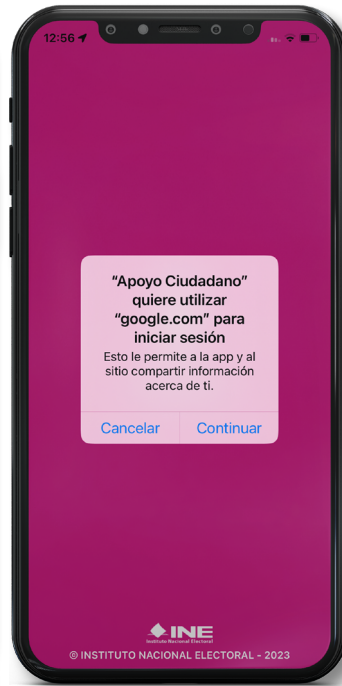 12:56
“Apoyo Ciudadano”
quiere utilizar
“google.com” para
iniciar sesión
Esto le permite a la app y al
sitio compartir información
acerca de ti.
Cancelar Continuar
INE
Instituto Nacional Electoral
© INSTITUTO NACIONAL ELECTORAL - 2023